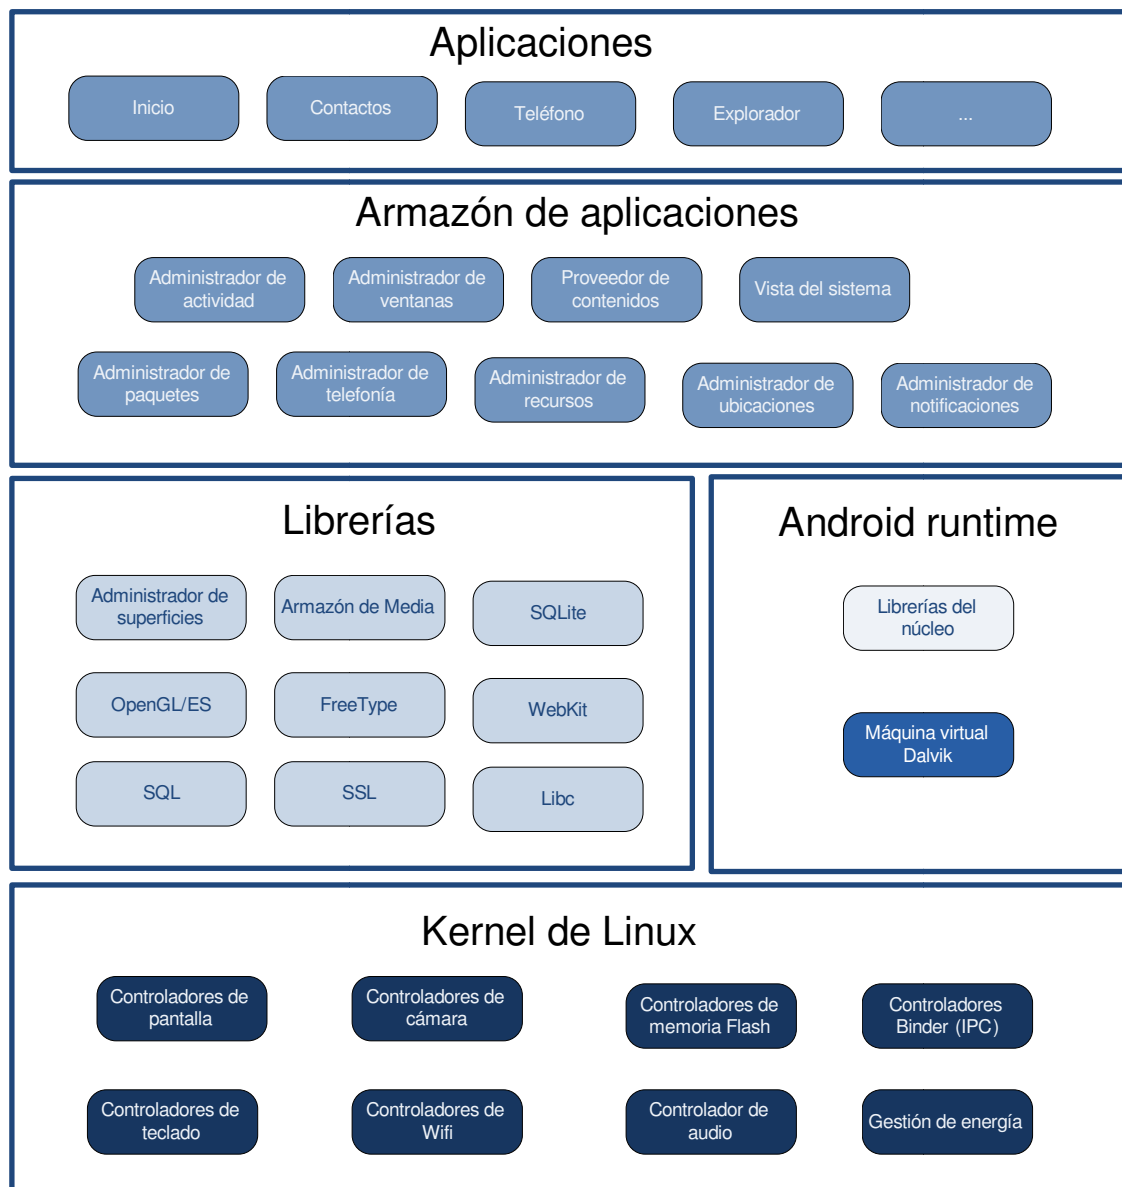 Aplicaciones
Inicio
Contactos
Teléfono
Explorador
...
Armazón de aplicaciones
Administrador de
actividad
Administrador de
ventanas
Proveedor de
contenidos
Vista del sistema
Administrador de
paquetes
Administrador de
telefonía
Administrador de
recursos
Administrador de
ubicaciones
Administrador de
notificaciones
Librerías
Administrador de
superficies
Armazón de Media
SQLite
OpenGL/ES
FreeType
WebKit
SQL
SSL
Libc
Android runtime
Librerías del
núcleo
Máquina virtual
Dalvik
Kernel de Linux
Controladores de
pantalla
Controladores de
cámara
Controladores de
memoria Flash
Controladores
Binder (IPC)
Controladores de
teclado
Controladores de
Wifi
Controlador de
audio
Gestión de energía